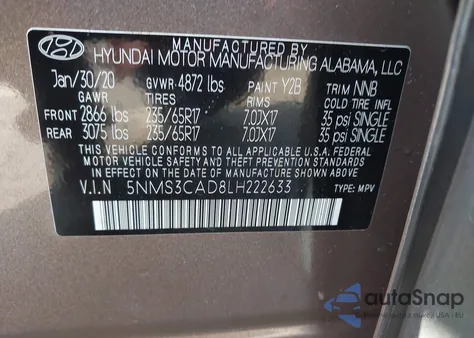 MANUFACTURED BY
HYUNDAI MOTOR MANUFACTURING ALABAMA, LLC
Jan/30/20 GVWR 4872 lbs PAINT Y2B TRIM NNB
GAWR TIRES RIMS COLD TIRE INFL
FRONT 2866 lbs 235/65R17 7.0JX17 35 psi SINGLE
REAR 3075 lbs 235/65R17 7.0JX17 35 psi SINGLE
THIS VEHICLE CONFORMS TO ALL APPLICABLE U.S.A. FEDERAL
MOTOR VEHICLE SAFETY, BUMPER, AND THEFT PREVENTION STANDARDS
IN EFFECT ON THE DATE OF MANUFACTURE SHOWN ABOVE.
V.I.N 5NMS3CAD8LH222633 TYPE: MPV
autoSnap